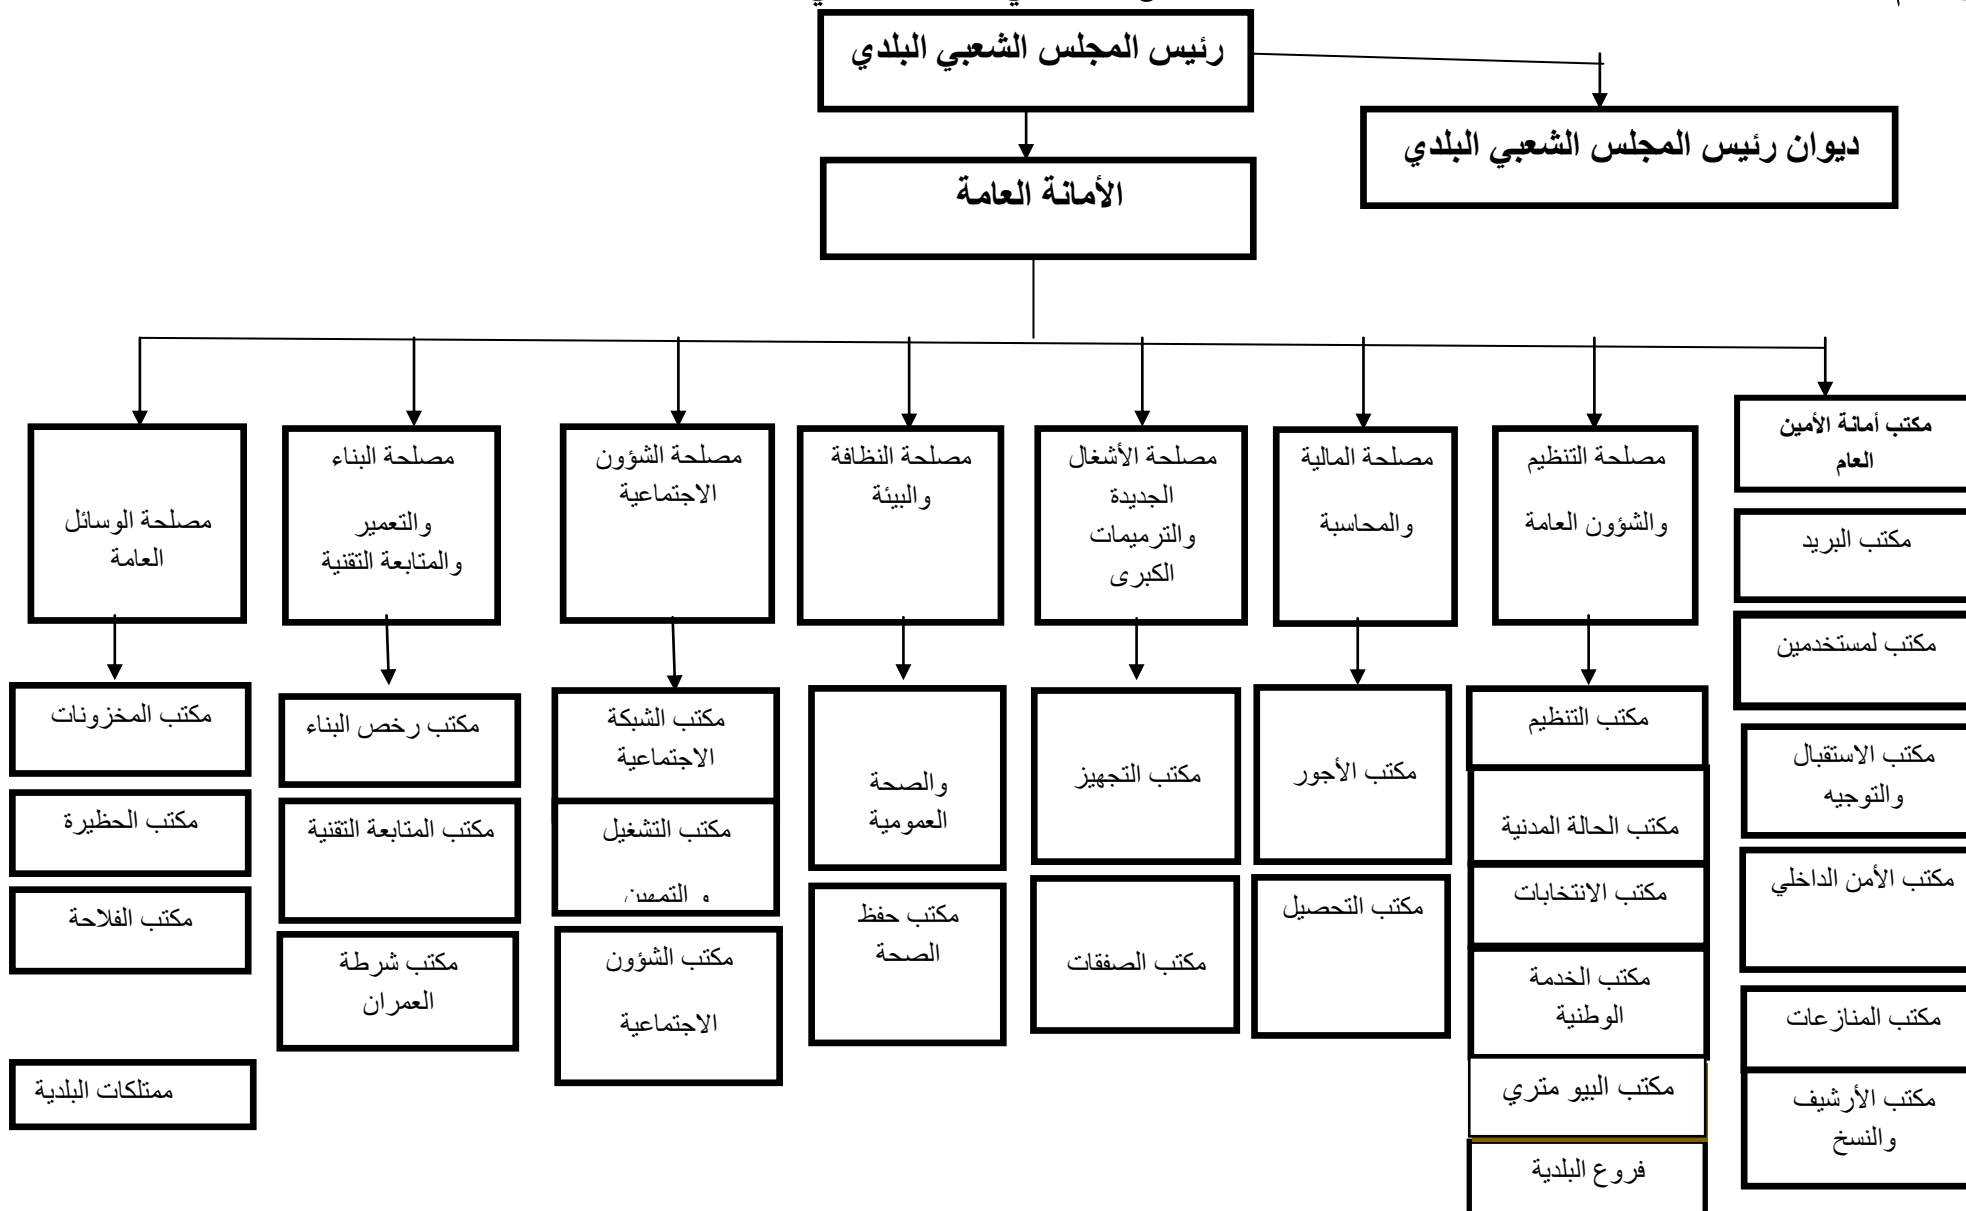 رئيس المجلس الشعبي البلدي
ديوان رئيس المجلس الشعبي البلدي
الأمانة العامة
مكتب أمانة الأمين
العام
مكتب البريد
مكتب لمستخدمين
مكتب الاستقبال
والتوجيه
مكتب الأمن الداخلي
مكتب المنازعات
مكتب الأرشيف
والنسخ
مصلحة التنظيم
والشؤون العامة
مكتب التنظيم
مكتب الحالة المدنية
مكتب الانتخابات
مكتب الخدمة
الوطنية
مكتب البيو متري
فروع البلدية
مصلحة المالية
والمحاسبة
مكتب الأجور
مكتب التحصيل
مصلحة الأشغال
الجديدة
والترميمات
الكبرى
مكتب التجهيز
مكتب الصفقات
مصلحة النظافة
والبيئة
والصحة
العمومية
مكتب حفظ
الصحة
مصلحة الشؤون
الاجتماعية
مكتب الشبكة
الاجتماعية
مكتب التشغيل
و التمهين
مكتب الشؤون
الاجتماعية
مصلحة البناء
والتعمير
والمتابعة التقنية
مكتب رخص البناء
مكتب المتابعة التقنية
مكتب شرطة
العمران
مصلحة الوسائل
العامة
مكتب المخزونات
مكتب الحظيرة
مكتب الفلاحة
ممتلكات البلدية